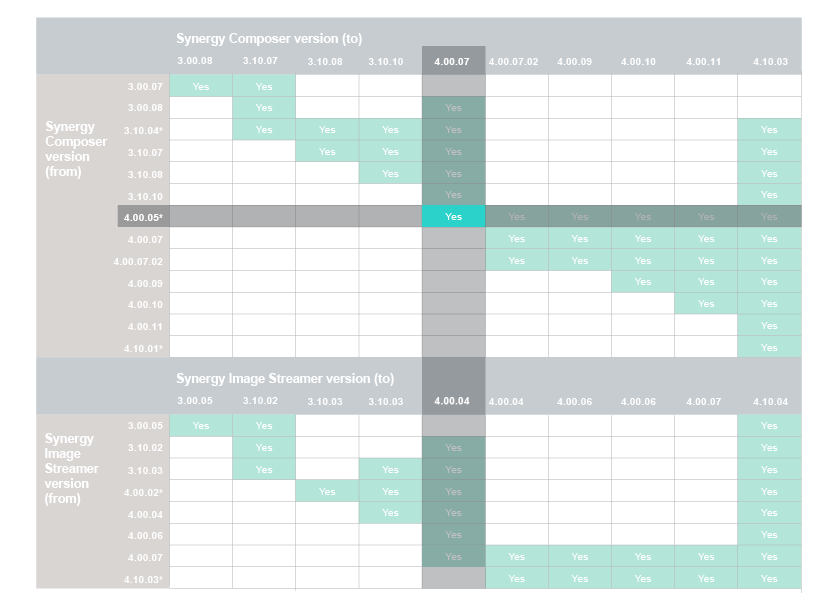 Synergy Composer version (to)
3.00.08 3.10.07 3.10.08 3.10.10 4.00.07 4.00.07.02 4.00.09 4.00.10 4.00.11 4.10.03
Synergy
Composer
version
(from)
3.00.07 Yes Yes
3.00.08 Yes Yes
3.10.04* Yes Yes Yes Yes Yes
3.10.07 Yes Yes Yes Yes
3.10.08 Yes Yes Yes
3.10.10 Yes Yes
4.00.05* Yes Yes Yes Yes Yes Yes
4.00.07 Yes Yes Yes Yes Yes
4.00.07.02 Yes Yes Yes Yes Yes
4.00.09 Yes Yes Yes
4.00.10 Yes Yes
4.00.11 Yes
4.10.01* Yes
Synergy Image Streamer version (to)
3.00.05 3.10.02 3.10.03 3.10.03 4.00.04 4.00.04 4.00.06 4.00.06 4.00.07 4.10.04
Synergy
Image
Streamer
version
(from)
3.00.05 Yes Yes Yes
3.10.02 Yes Yes Yes
3.10.03 Yes Yes Yes Yes
4.00.02* Yes Yes Yes Yes
4.00.04 Yes Yes Yes
4.00.06 Yes Yes
4.00.07 Yes Yes Yes Yes Yes Yes
4.10.03* Yes Yes Yes Yes Yes